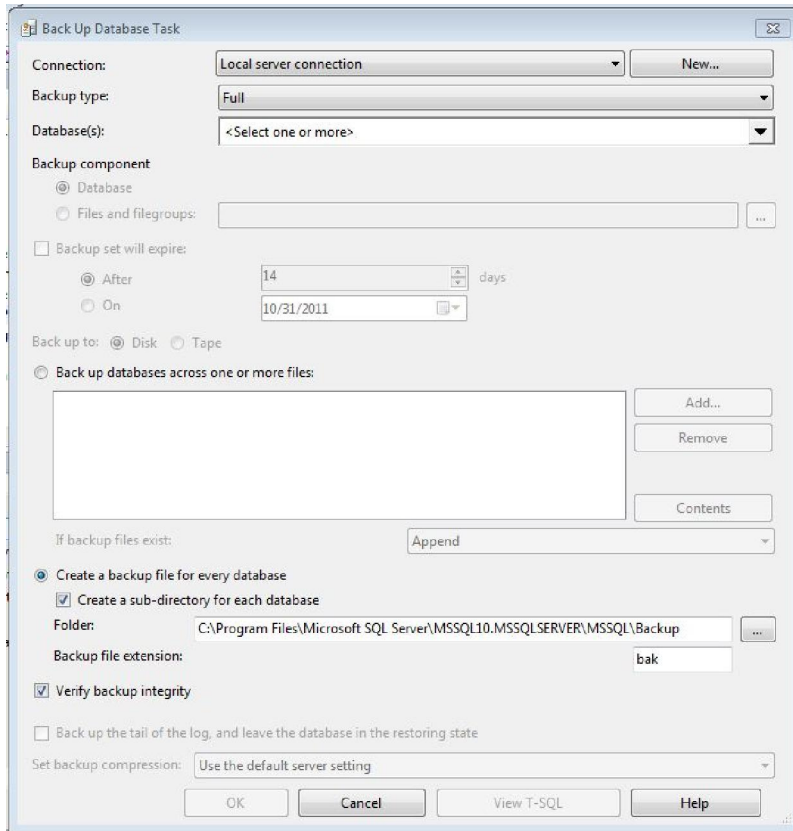 Back Up Database Task
Connection: Local server connection New...
Backup type: Full
Database(s): <Select one or more>
Backup component
Database
Files and filegroups: ...
Backup set will expire:
After 14 days
On 10/31/2011
Back up to: Disk Tape
Back up databases across one or more files:
Add...
Remove
Contents
If backup files exist: Append
Create a backup file for every database
Create a sub-directory for each database
Folder: C:\Program Files\Microsoft SQL Server\MSSQL10.MSSQLSERVER\MSSQL\Backup ...
Backup file extension: bak
Verify backup integrity
Back up the tail of the log, and leave the database in the restoring state
Set backup compression: Use the default server setting
OK Cancel View T-SQL Help